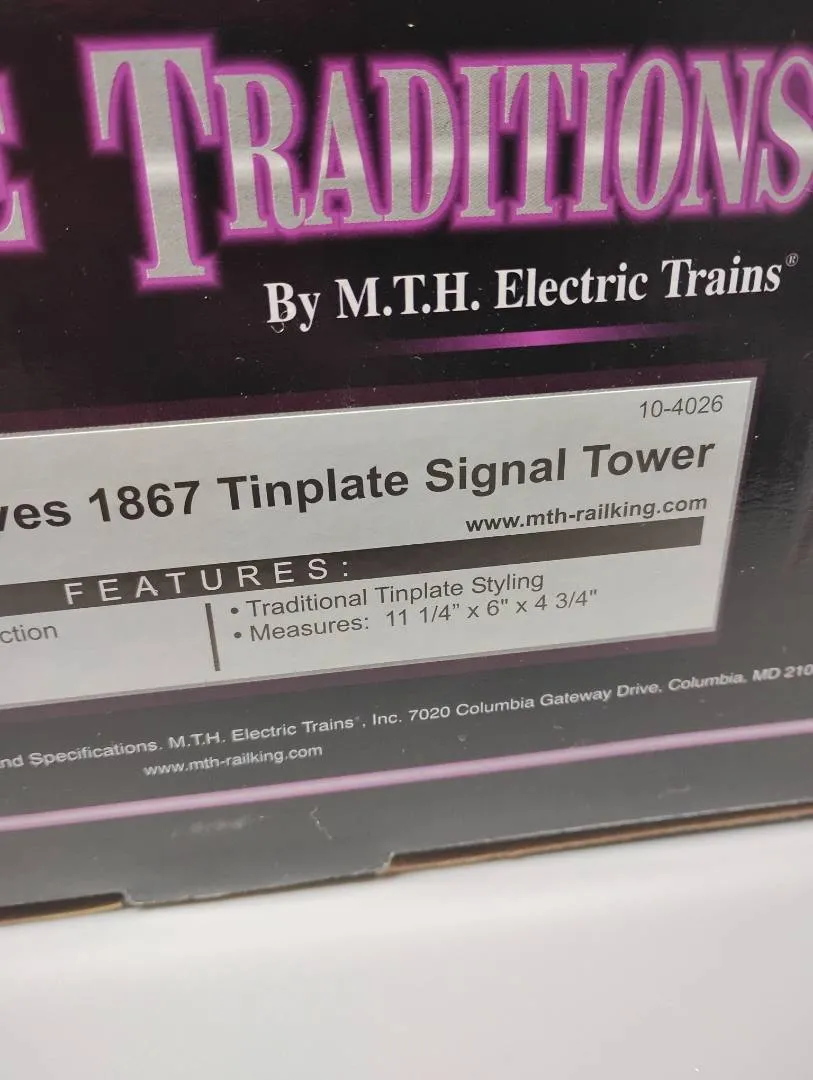 E TRADITIONS
By M.T.H. Electric Trains®
10-4026
ves 1867 Tinplate Signal Tower
www.mth-railking.com
FEATURES:
ction
• Traditional Tinplate Styling
• Measures: 11 1/4” x 6" x 4 3/4"
nd Specifications. M.T.H. Electric Trains®, Inc. 7020 Columbia Gateway Drive. Columbia, MD 210
www.mth-railking.com